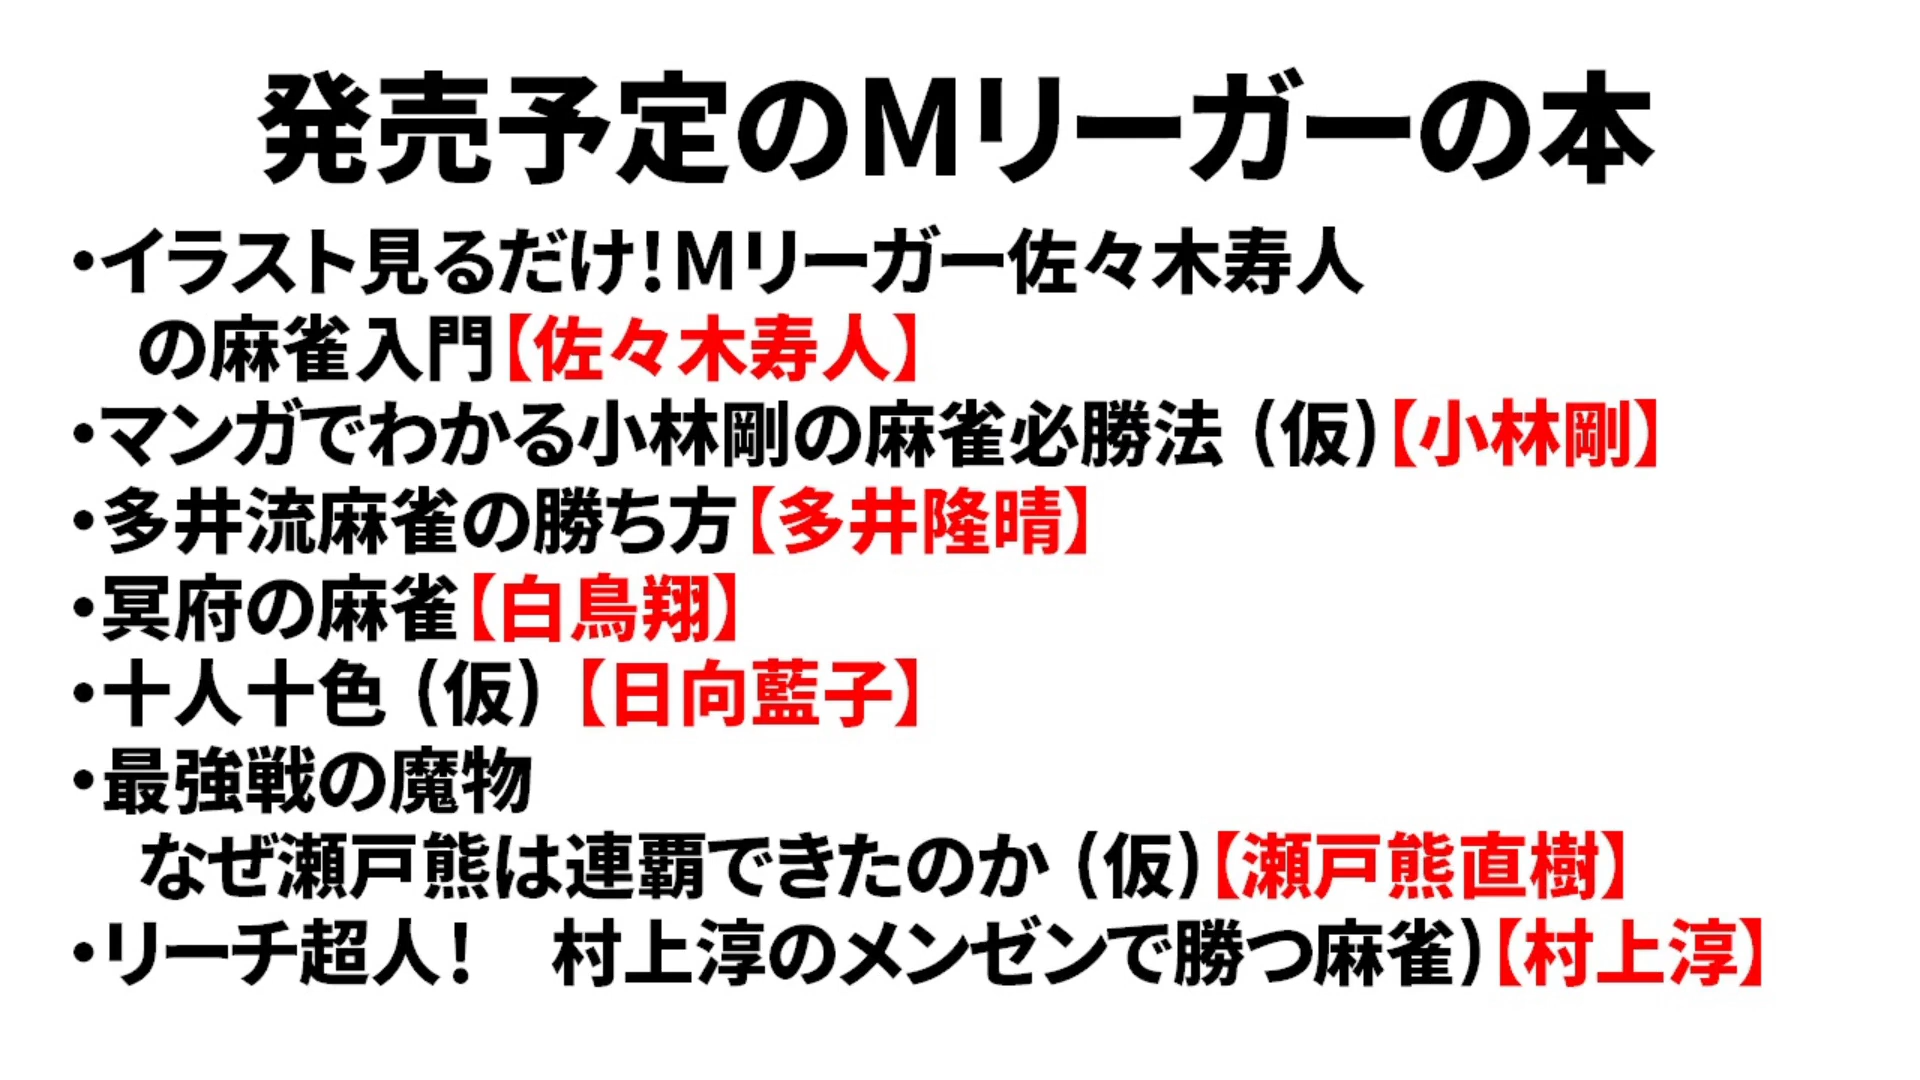 発売予定のMリーガーの本
・イラスト見るだけ！Mリーガー佐々木寿人
の麻雀入門【佐々木寿人】
・マンガでわかる小林剛の麻雀必勝法（仮）【小林剛】
・多井流麻雀の勝ち方【多井隆晴】
・冥府の麻雀【白鳥翔】
・十人十色（仮）【日向藍子】
・最強戦の魔物
なぜ瀬戸熊は連覇できたのか（仮）【瀬戸熊直樹】
・リーチ超人！　村上淳のメンゼンで勝つ麻雀）【村上淳】